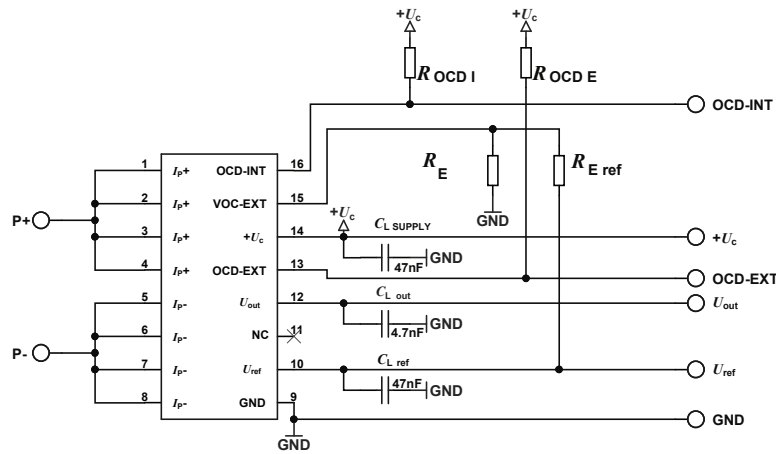 +Uc +Uc
R OCD I R OCD E
OCD-INT
1 IP+ OCD-INT 16
RE RE ref
2 IP+ VOC-EXT 15
GND
P+
+Uc CL SUPPLY
3 IP+ +Uc 14 +Uc
47nF GND
4 IP+ OCD-EXT 13 OCD-EXT
5 IP- Uout 12 CL out Uout
4.7nF GND
6 IP- NC 11
P-
7 IP- Uref 10 CL ref Uref
47nF GND
8 IP- GND 9
GND
GND